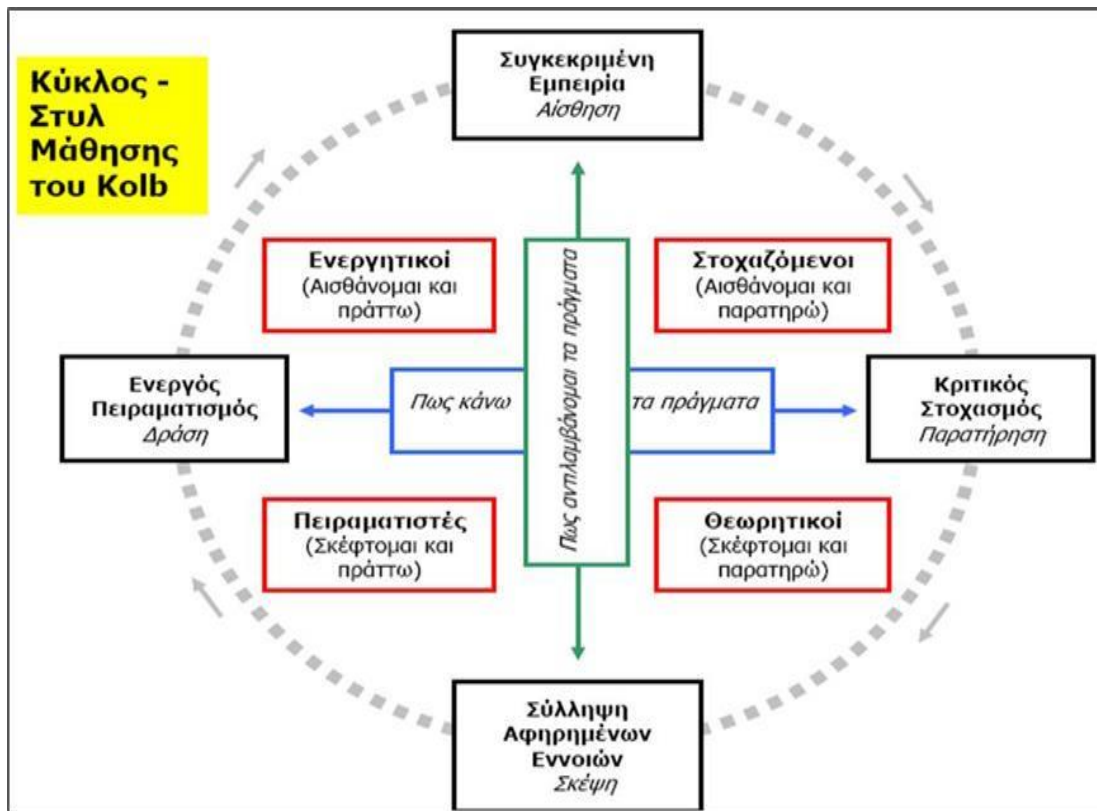 Κύκλος -
Στυλ
Μάθησης
του Kolb
Συγκεκριμένη
Εμπειρία
Αίσθηση
Ενεργητικοί
(Αισθάνομαι και
πράττω)
Στοχαζόμενοι
(Αισθάνομαι και
παρατηρώ)
Ενεργός
Πειραματισμός
Δράση
Πως κάνω τα πράγματα
Πως αντιλαμβάνομαι τα πράγματα
Κριτικός
Στοχασμός
Παρατήρηση
Πειραματιστές
(Σκέφτομαι και
πράττω)
Θεωρητικοί
(Σκέφτομαι και
παρατηρώ)
Σύλληψη
Αφηρημένων
Εννοιών
Σκέψη